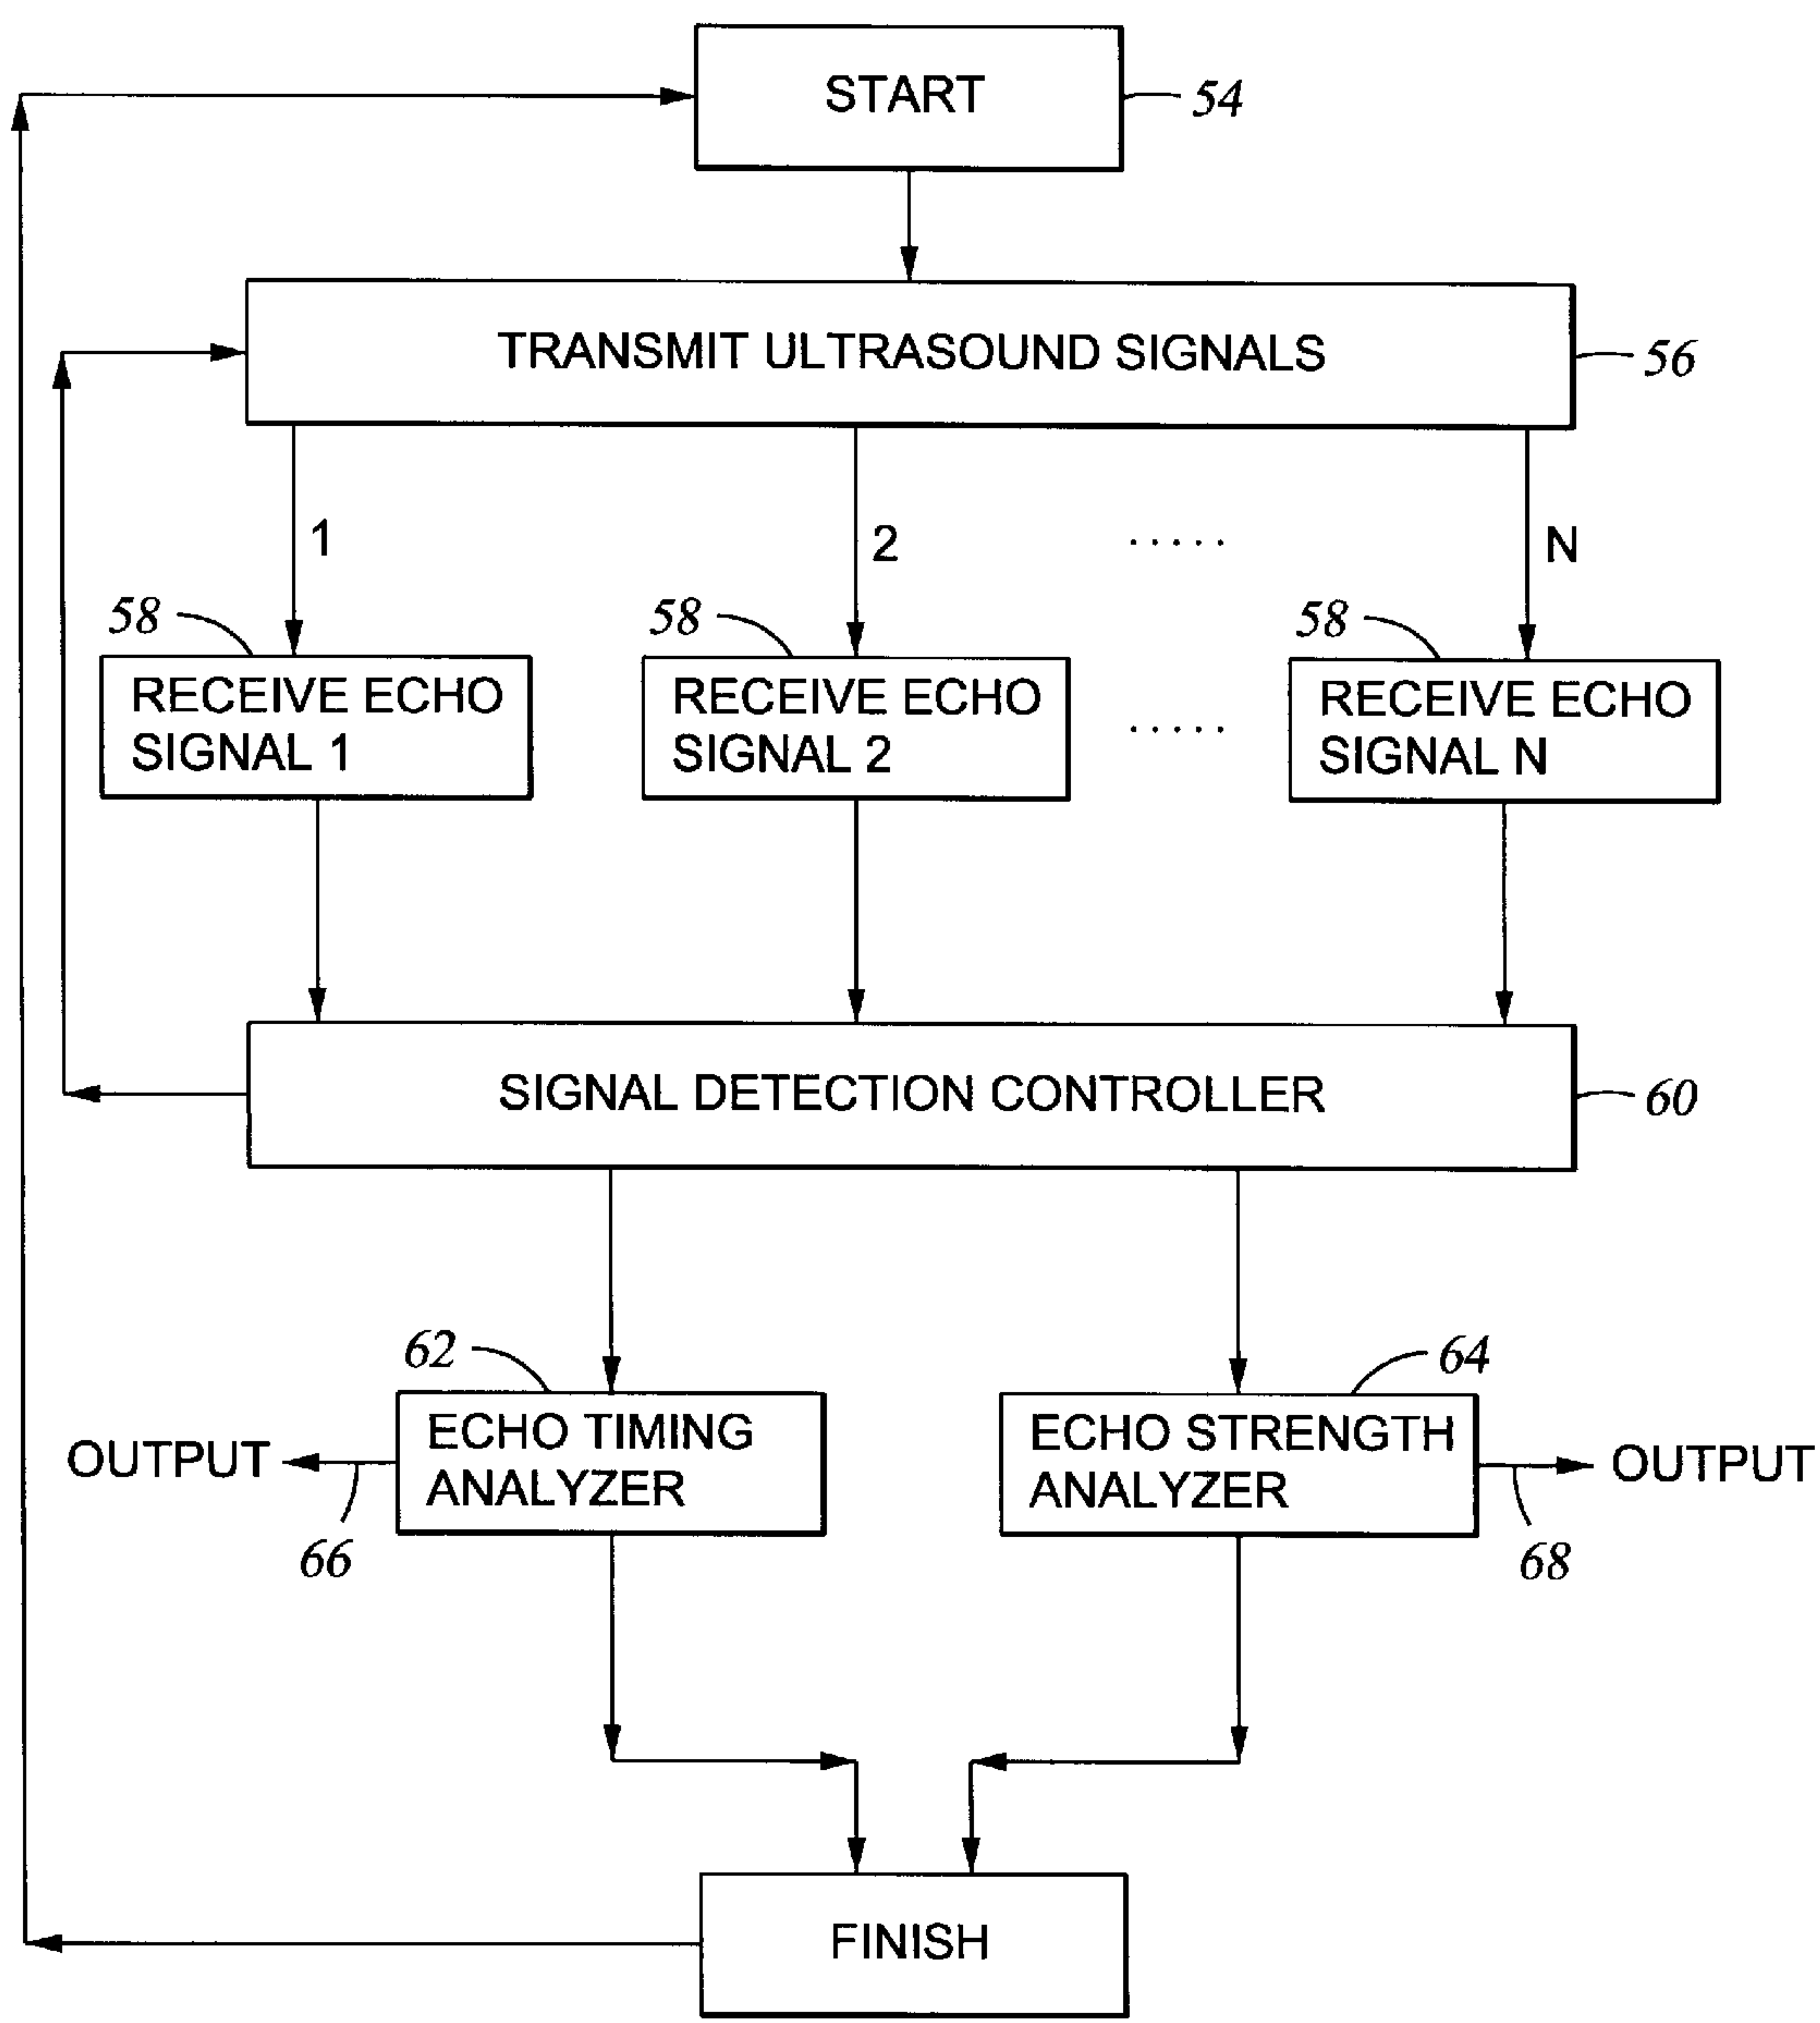 START
54
TRANSMIT ULTRASOUND SIGNALS
56
1
2
.....
N
58
58
58
RECEIVE ECHO
SIGNAL 1
RECEIVE ECHO
SIGNAL 2
.....
RECEIVE ECHO
SIGNAL N
SIGNAL DETECTION CONTROLLER
60
62
64
OUTPUT
ECHO TIMING
ANALYZER
ECHO STRENGTH
ANALYZER
OUTPUT
66
68
FINISH